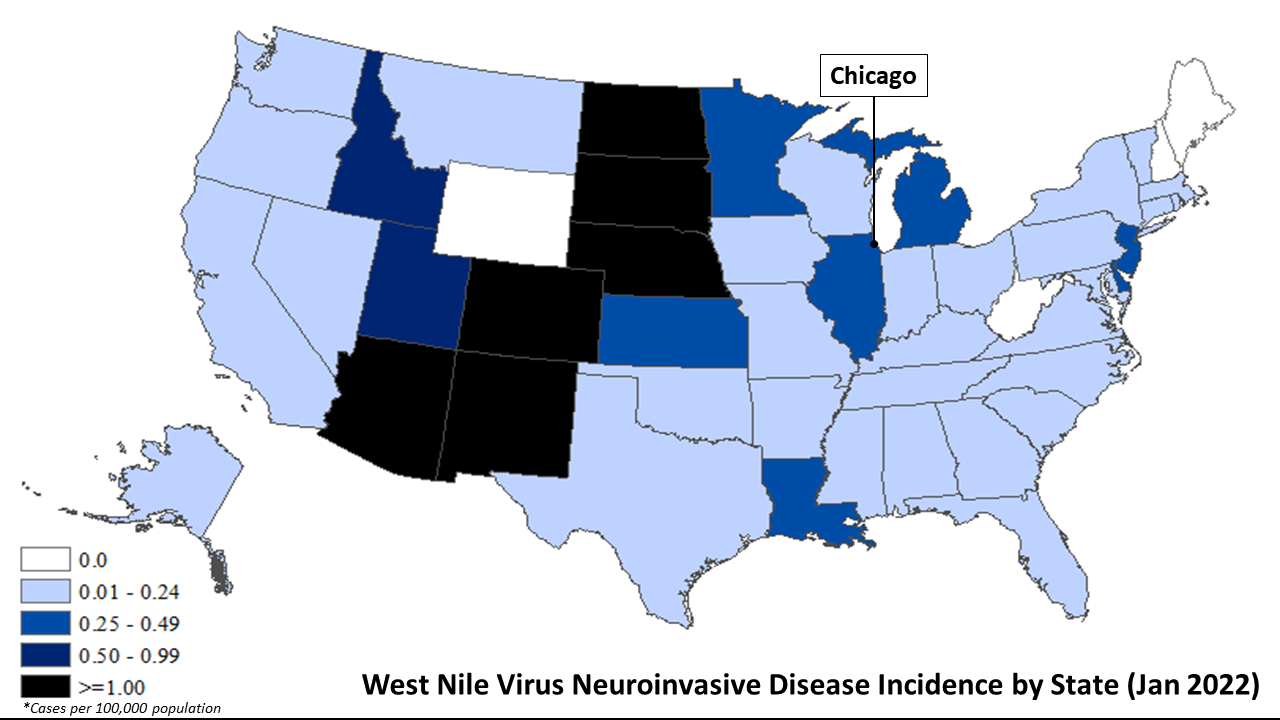 Chicago
0.0
0.01 - 0.24
0.25 - 0.49
0.50 - 0.99
>=1.00
*Cases per 100,000 population
West Nile Virus Neuroinvasive Disease Incidence by State (Jan 2022)